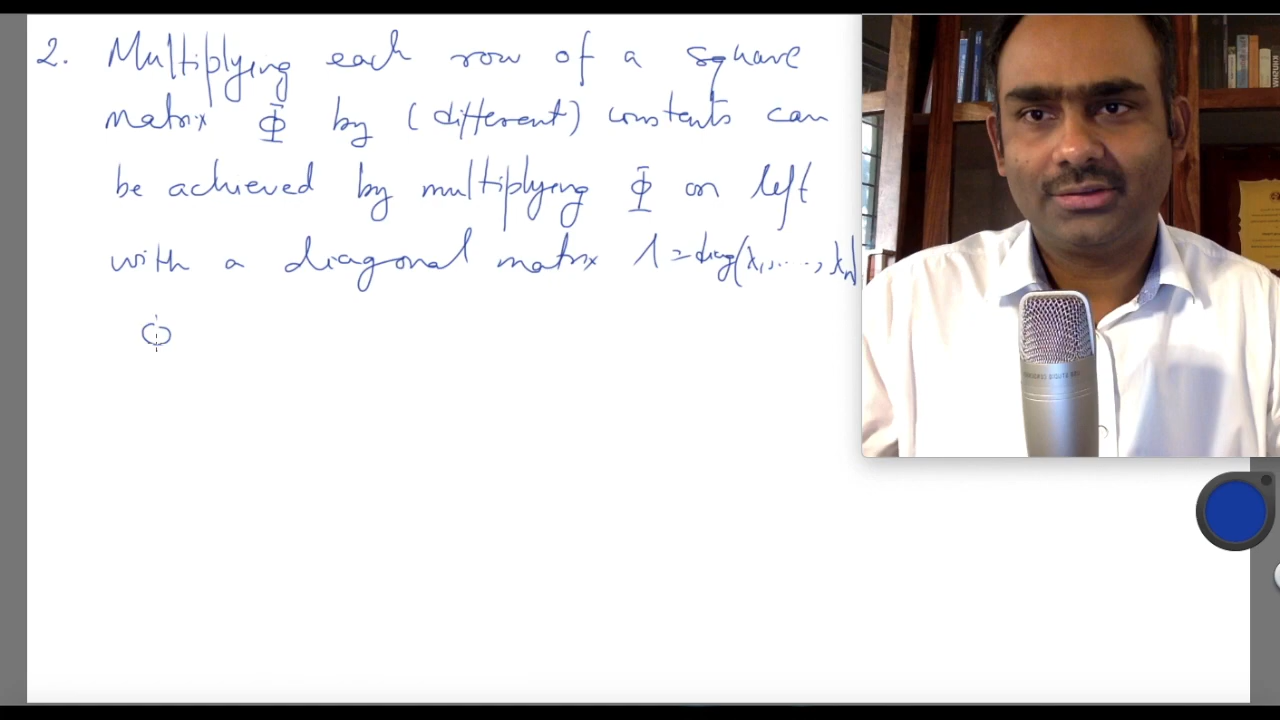 2. Multiplying each row of a square
matrix Φ by (different) constants can
be achieved by multiplying Φ on left
with a diagonal matrix Λ = diag(λ₁, ...., λₙ)
Φ